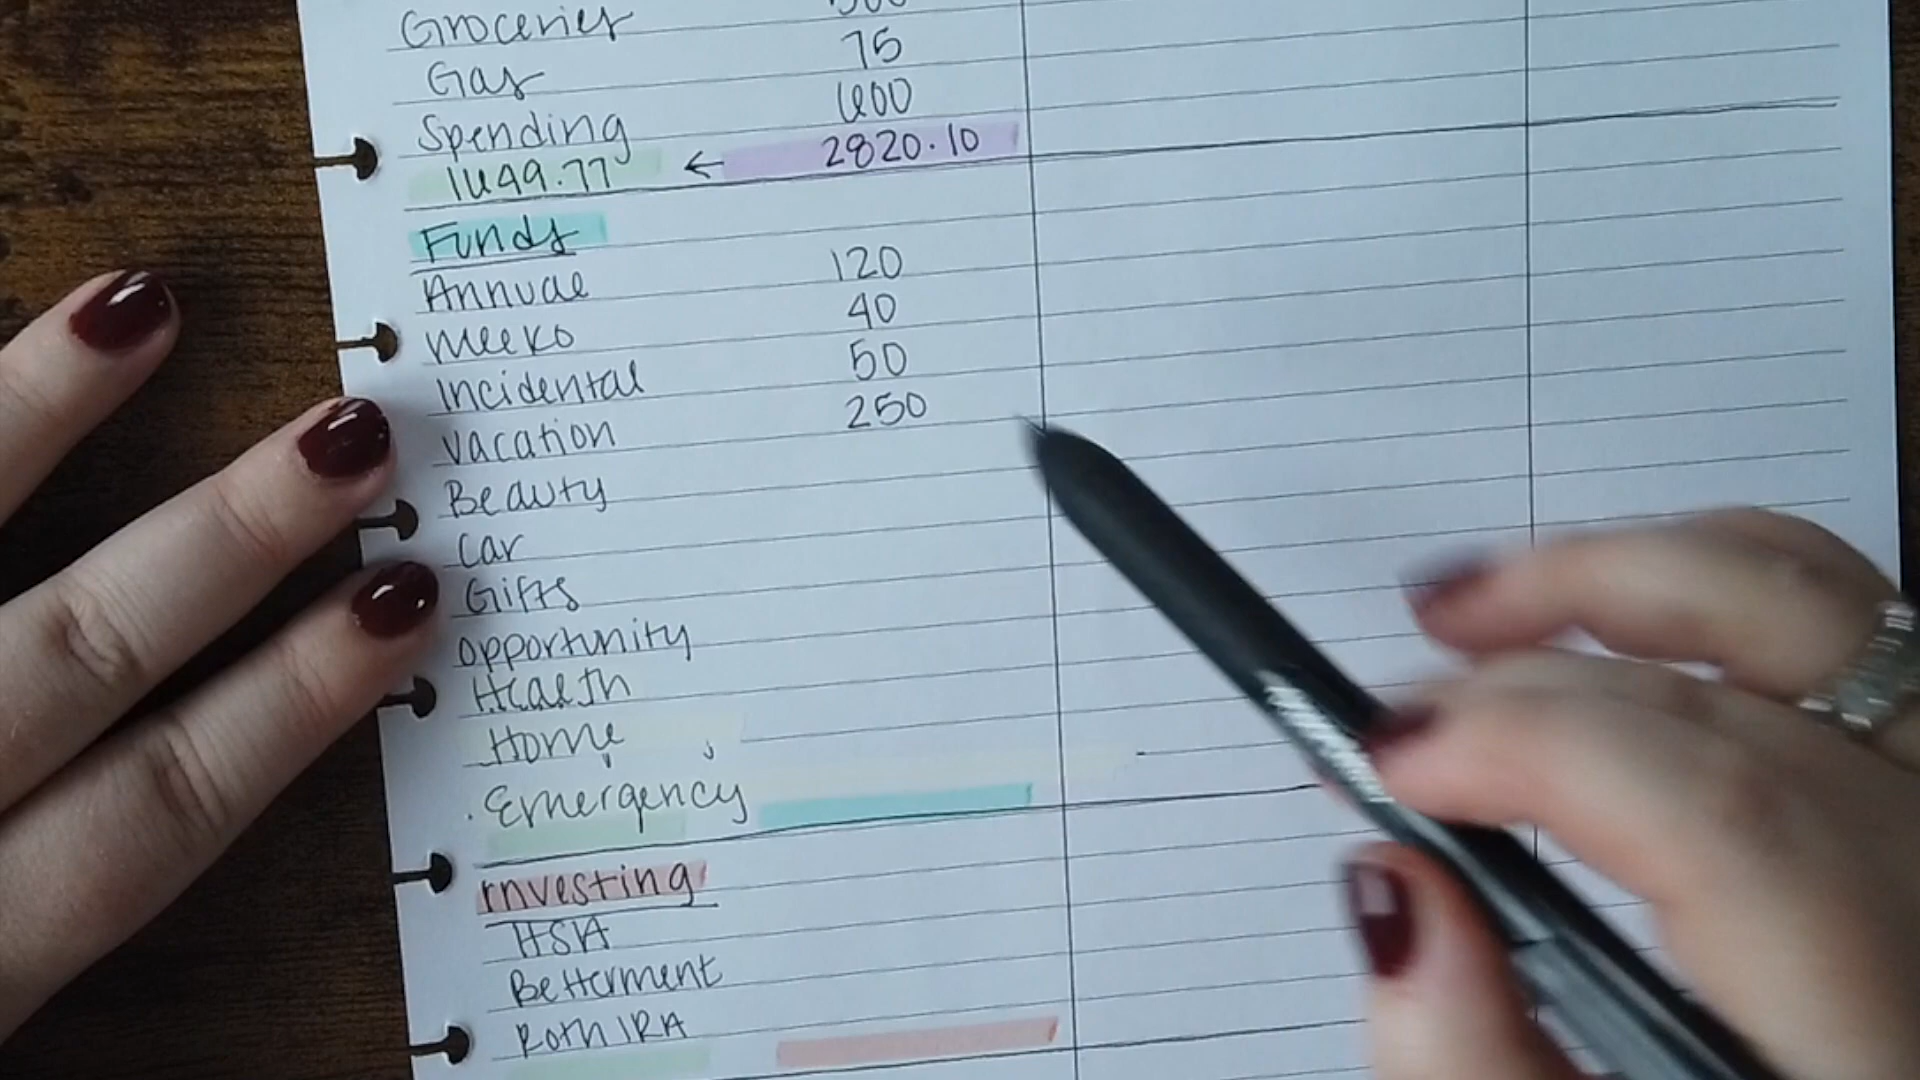 Groceries
Gas 75
Spending 600
1649.77 ← 2820.10
Funds
Annual 120
Meeko 40
Incidental 50
Vacation 250
Beauty
Car
Gifts
Opportunity
Health
Home
Emergency
Investing
HSA
Betterment
Roth IRA